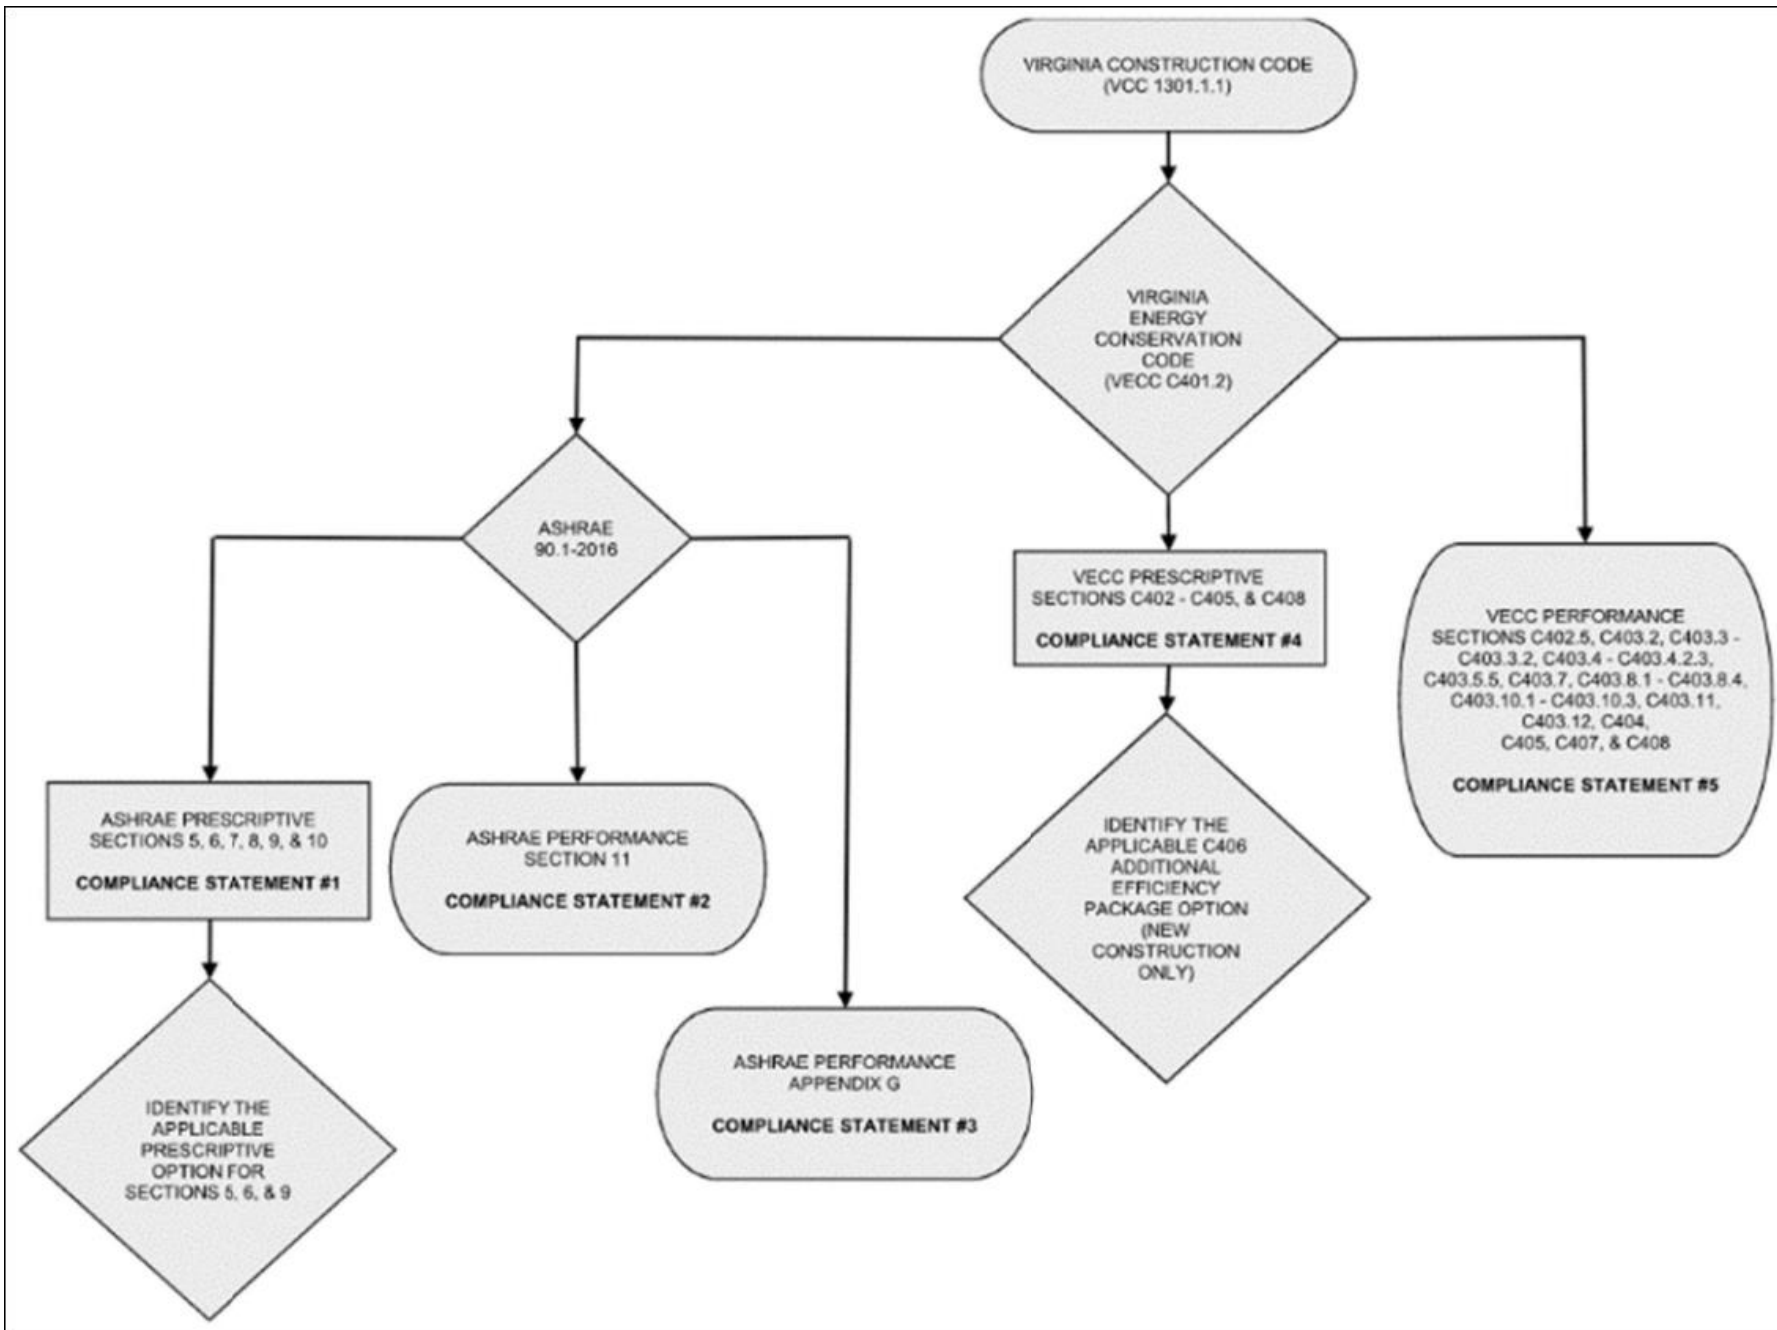 VIRGINIA CONSTRUCTION CODE
(VCC 1301.1.1)
VIRGINIA
ENERGY
CONSERVATION
CODE
(VECC C401.2)
ASHRAE
90.1-2016
VECC PRESCRIPTIVE
SECTIONS C402 - C405, & C408
COMPLIANCE STATEMENT #4
VECC PERFORMANCE
SECTIONS C402.5, C403.2, C403.3 -
C403.3.2, C403.4 - C403.4.2.3,
C403.5.5, C403.7, C403.8.1 - C403.8.4,
C403.10.1 - C403.10.3, C403.11,
C403.12, C404,
C405, C407, & C408
COMPLIANCE STATEMENT #5
ASHRAE PRESCRIPTIVE
SECTIONS 5, 6, 7, 8, 9, & 10
COMPLIANCE STATEMENT #1
ASHRAE PERFORMANCE
SECTION 11
COMPLIANCE STATEMENT #2
IDENTIFY THE
APPLICABLE C406
ADDITIONAL
EFFICIENCY
PACKAGE OPTION
(NEW
CONSTRUCTION
ONLY)
ASHRAE PERFORMANCE
APPENDIX G
COMPLIANCE STATEMENT #3
IDENTIFY THE
APPLICABLE
PRESCRIPTIVE
OPTION FOR
SECTIONS 5, 6, & 9